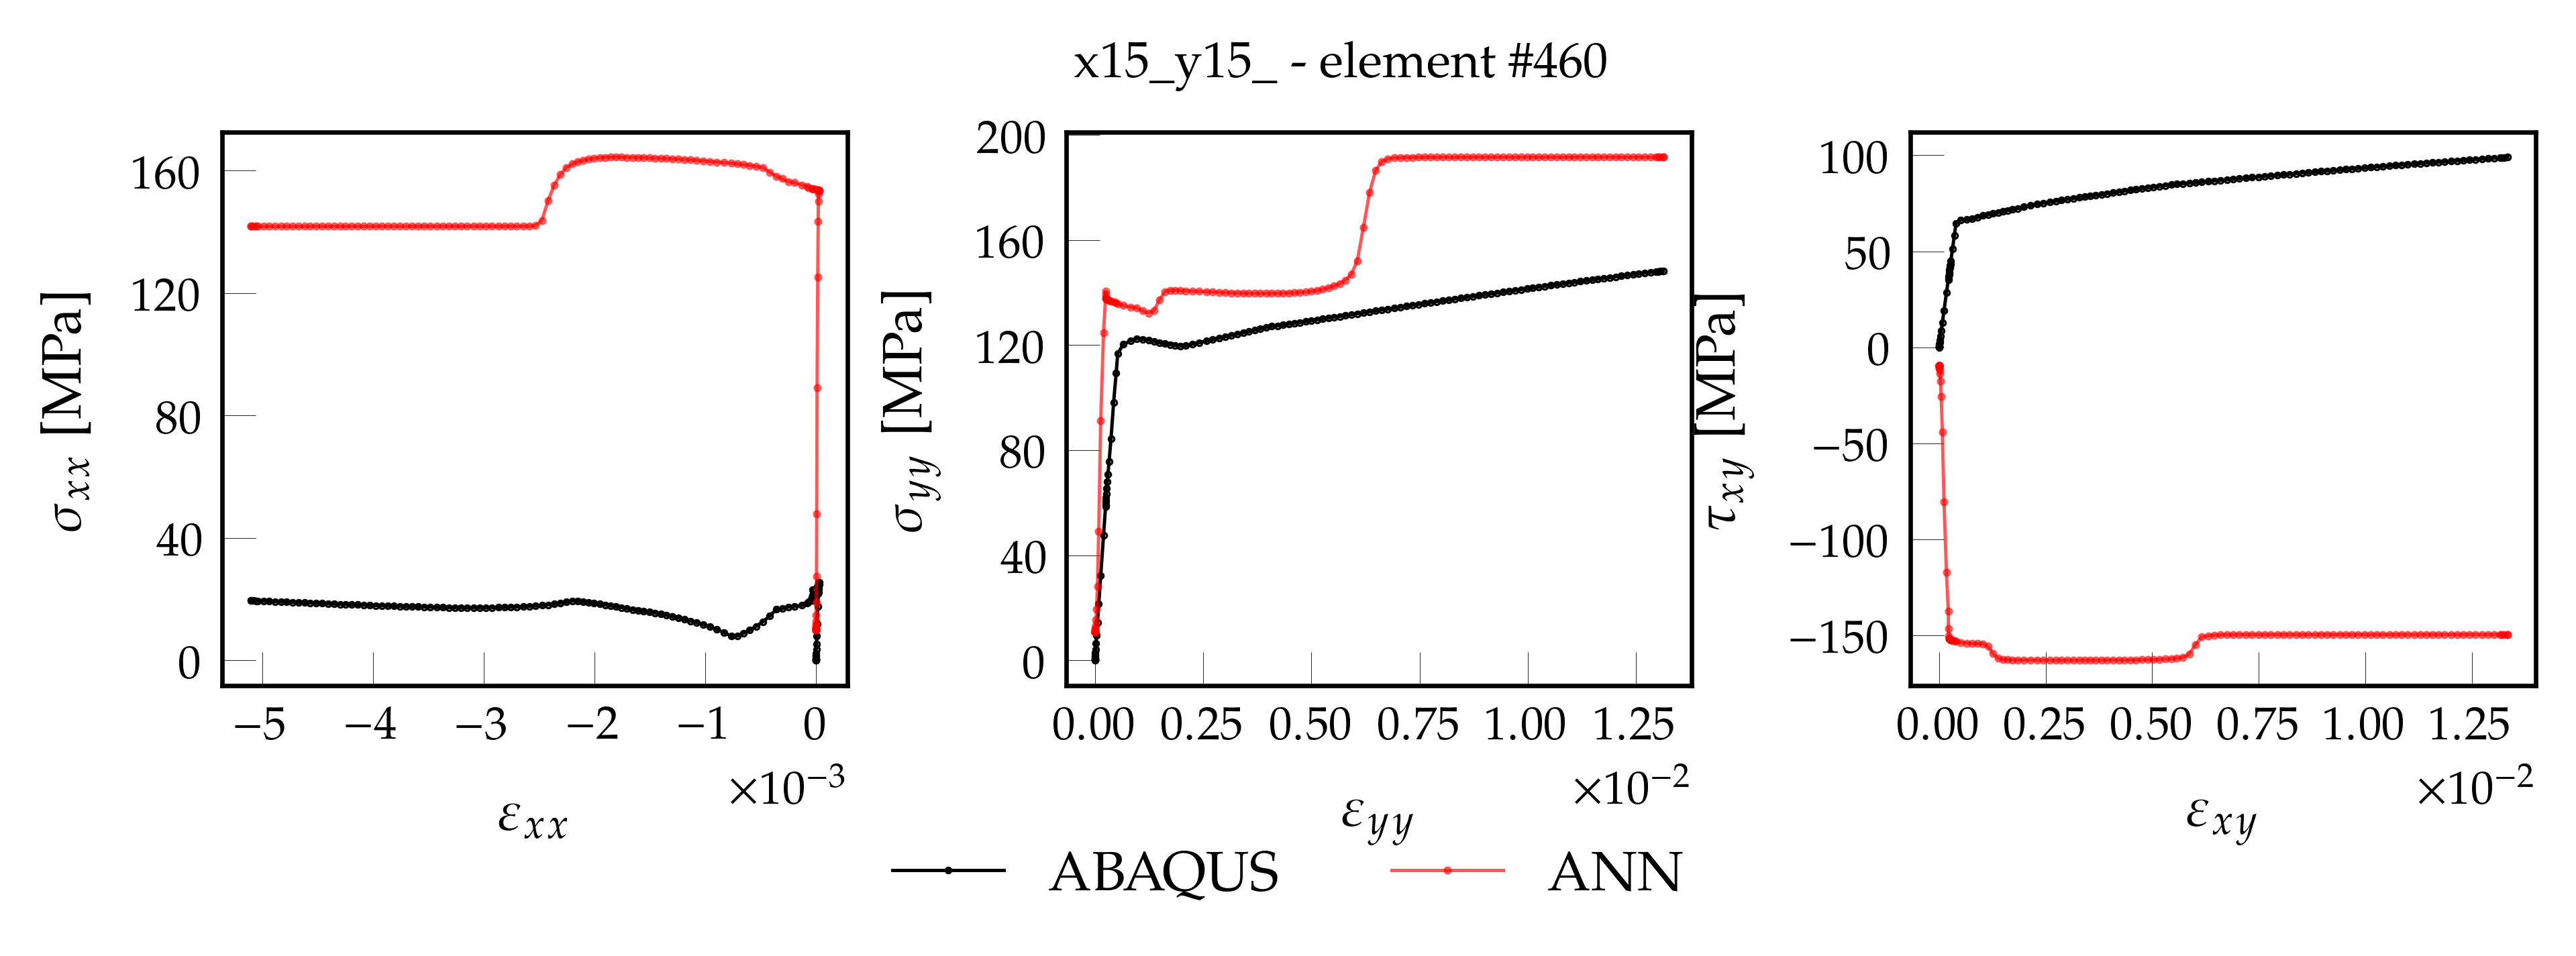 x15_y15_ - element #460
σxx [MPa]
160
120
80
40
0
−5 −4 −3 −2 −1 0
×10−3
εxx
σyy [MPa]
200
160
120
80
40
0
0.00 0.25 0.50 0.75 1.00 1.25
×10−2
εyy
τxy [MPa]
100
50
0
−50
−100
−150
0.00 0.25 0.50 0.75 1.00 1.25
×10−2
εxy
ABAQUS ANN